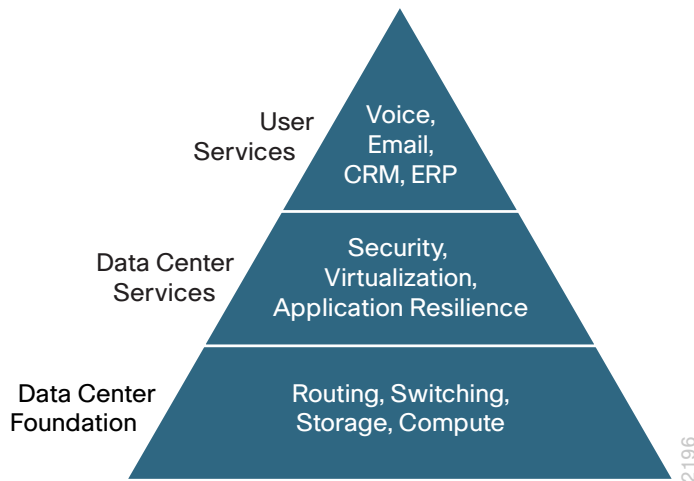 User
Services
Voice,
Email,
CRM, ERP
Data Center
Services
Security,
Virtualization,
Application Resilience
Data Center
Foundation
Routing, Switching,
Storage, Compute
2196